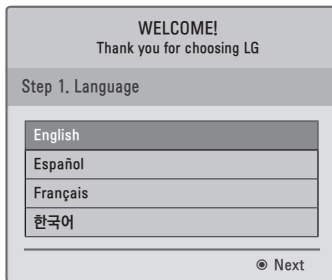 WELCOME!
Thank you for choosing LG
Step 1. Language
English
Español
Français
한국어
Next